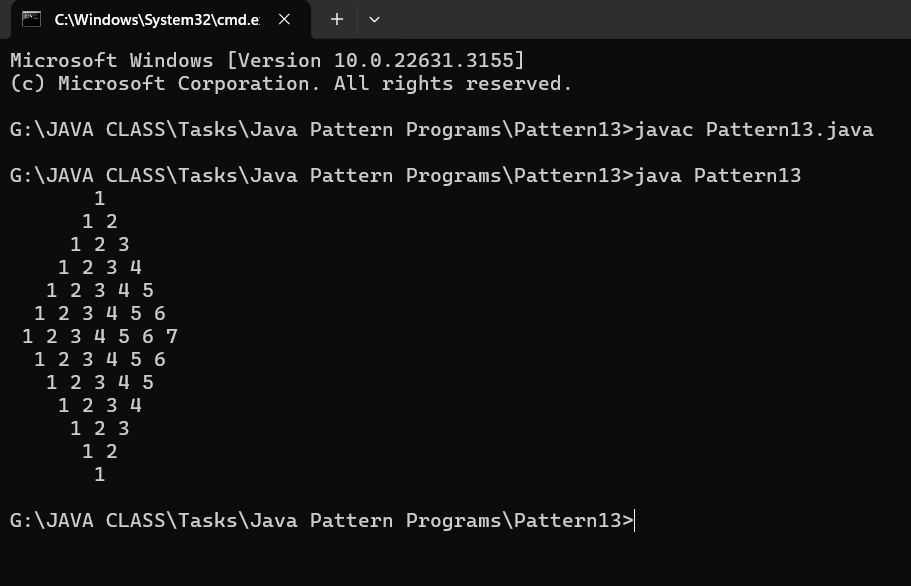 C:\Windows\System32\cmd.e
Microsoft Windows [Version 10.0.22631.3155]
(c) Microsoft Corporation. All rights reserved.
G:\JAVA CLASS\Tasks\Java Pattern Programs\Pattern13>javac Pattern13.java
G:\JAVA CLASS\Tasks\Java Pattern Programs\Pattern13>java Pattern13
       1
      1 2
     1 2 3
    1 2 3 4
   1 2 3 4 5
  1 2 3 4 5 6
 1 2 3 4 5 6 7
  1 2 3 4 5 6
   1 2 3 4 5
    1 2 3 4
     1 2 3
      1 2
       1
G:\JAVA CLASS\Tasks\Java Pattern Programs\Pattern13>